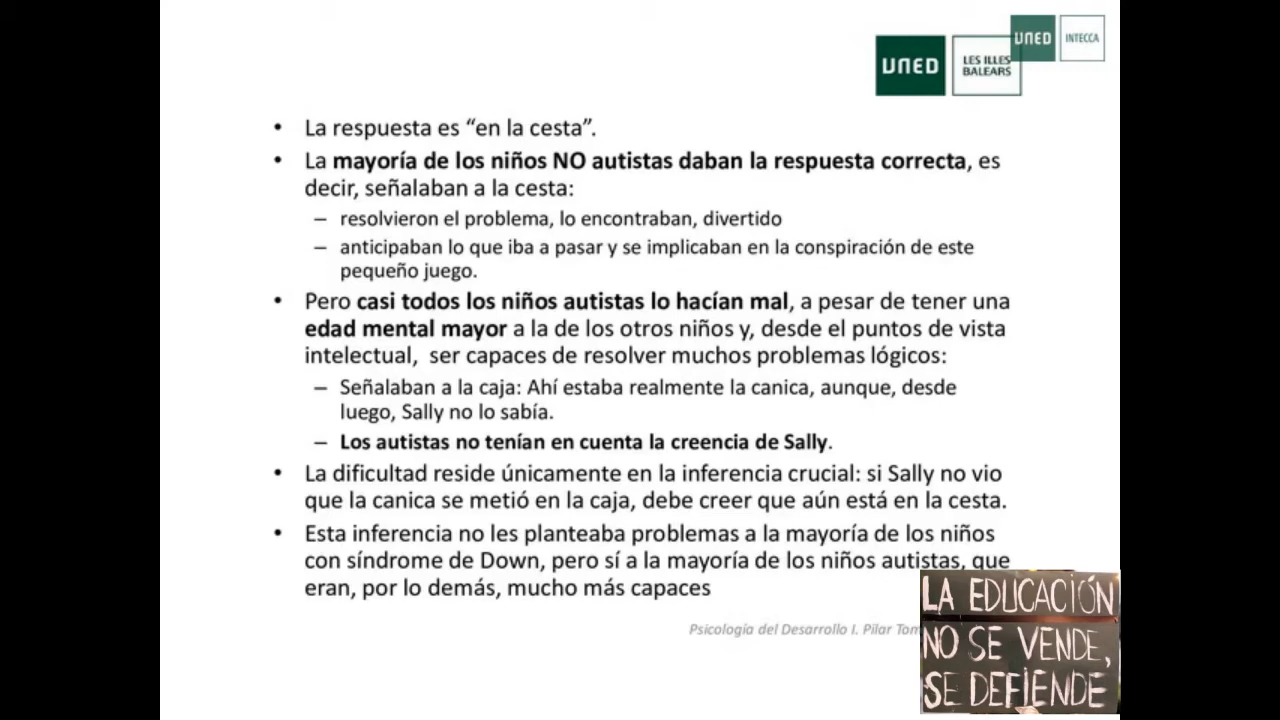 UNED
INTECCA
UNED
LES ILLES
BALEARS
• La respuesta es “en la cesta”.
• La mayoría de los niños NO autistas daban la respuesta correcta, es
decir, señalaban a la cesta:
– resolvieron el problema, lo encontraban, divertido
– anticipaban lo que iba a pasar y se implicaban en la conspiración de este
pequeño juego.
• Pero casi todos los niños autistas lo hacían mal, a pesar de tener una
edad mental mayor a la de los otros niños y, desde el puntos de vista
intelectual, ser capaces de resolver muchos problemas lógicos:
– Señalaban a la caja: Ahí estaba realmente la canica, aunque, desde
luego, Sally no lo sabía.
– Los autistas no tenían en cuenta la creencia de Sally.
• La dificultad reside únicamente en la inferencia crucial: si Sally no vio
que la canica se metió en la caja, debe creer que aún está en la cesta.
• Esta inferencia no les planteaba problemas a la mayoría de los niños
con síndrome de Down, pero sí a la mayoría de los niños autistas, que
eran, por lo demás, mucho más capaces
Psicología del Desarrollo I. Pilar
LA EDUCACIÓN
NO SE VENDE,
SE DEFIENDE